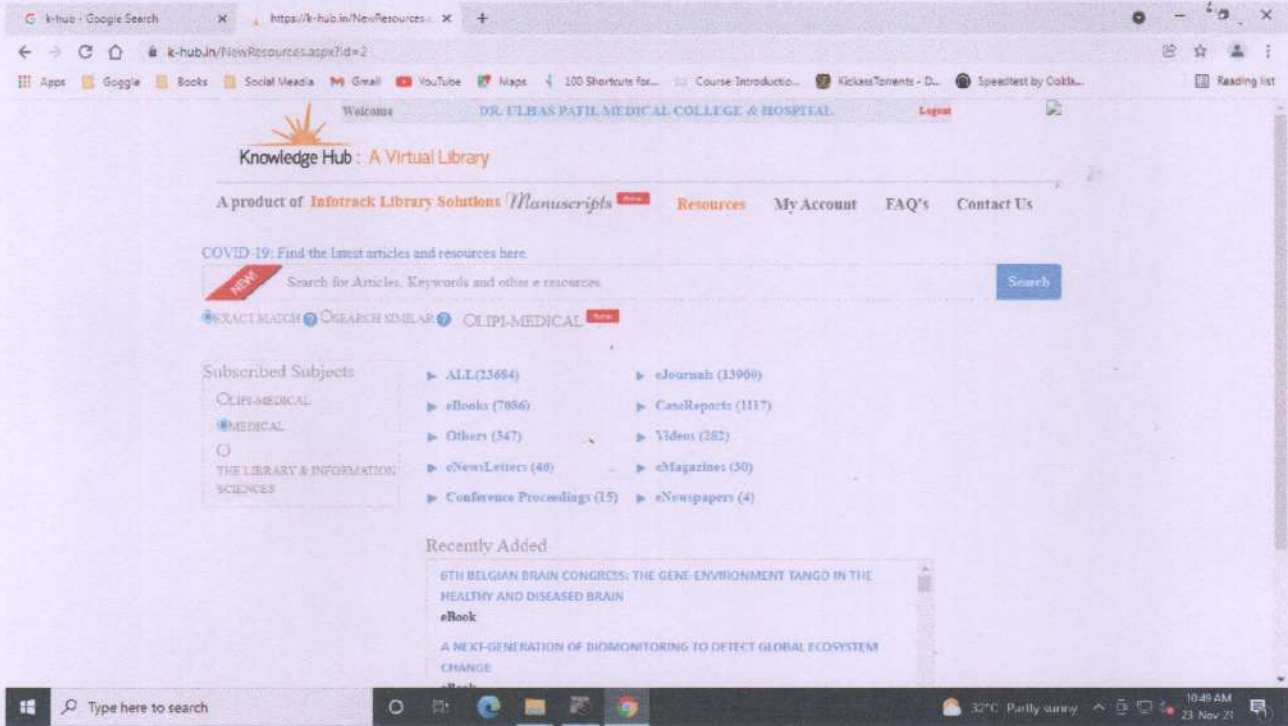 k-hub - Google Search
https://k-hub.in/NewResources.
k-hub.in/NewResources.aspx?id=2
Apps Google Books Social Meadia Gmail YouTube Maps 100 Shortcuts for... Course Introductio... KickassTorrents - D... Speedtest by Ookla... Reading list
Welcome DR. ULHAS PATIL MEDICAL COLLEGE & HOSPITAL Logout
Knowledge Hub : A Virtual Library
A product of Infotrack Library Solutions Manuscripts New Resources My Account FAQ's Contact Us
COVID-19: Find the latest articles and resources here.
NEW! Search for Articles, Keywords and other e resources Search
EXACT MATCH ? SEARCH SIMILAR ? LIPI-MEDICAL New
Subscribed Subjects
LIPI-MEDICAL
MEDICAL
THE LIBRARY & INFORMATION
SCIENCES
ALL(23684) eJournals (13900)
eBooks (7086) CaseReports (1117)
Others (347) Videos (282)
eNewsLetters (46) eMagazines (30)
Conference Proceedings (15) eNewspapers (4)
Recently Added
6TH BELGIAN BRAIN CONGRESS: THE GENE-ENVIRONMENT TANGO IN THE
HEALTHY AND DISEASED BRAIN
eBook
A NEXT-GENERATION OF BIOMONITORING TO DETECT GLOBAL ECOSYSTEM
CHANGE
eBook
Type here to search
32°C Partly sunny
10:49 AM
23-Nov-21